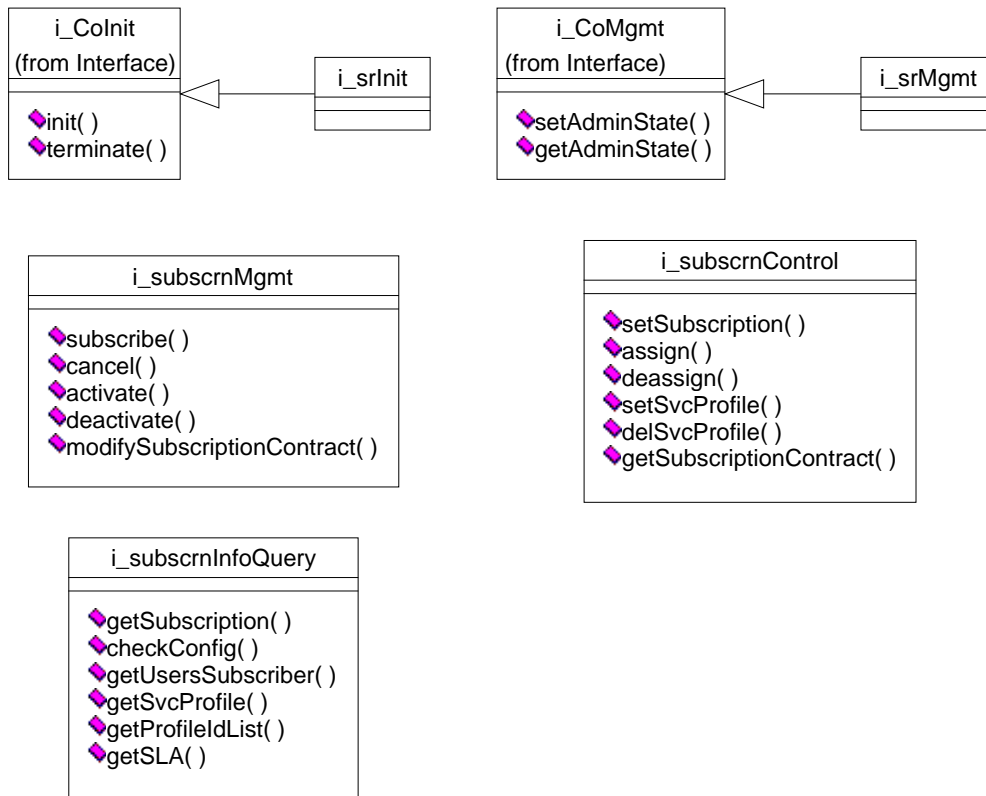 i_CoInit
(from Interface)
init( )
terminate( )
i_srInit
i_CoMgmt
(from Interface)
setAdminState( )
getAdminState( )
i_srMgmt
i_subscrnMgmt
subscribe( )
cancel( )
activate( )
deactivate( )
modifySubscriptionContract( )
i_subscrnControl
setSubscription( )
assign( )
deassign( )
setSvcProfile( )
delSvcProfile( )
getSubscriptionContract( )
i_subscrnInfoQuery
getSubscription( )
checkConfig( )
getUsersSubscriber( )
getSvcProfile( )
getProfileIdList( )
getSLA( )